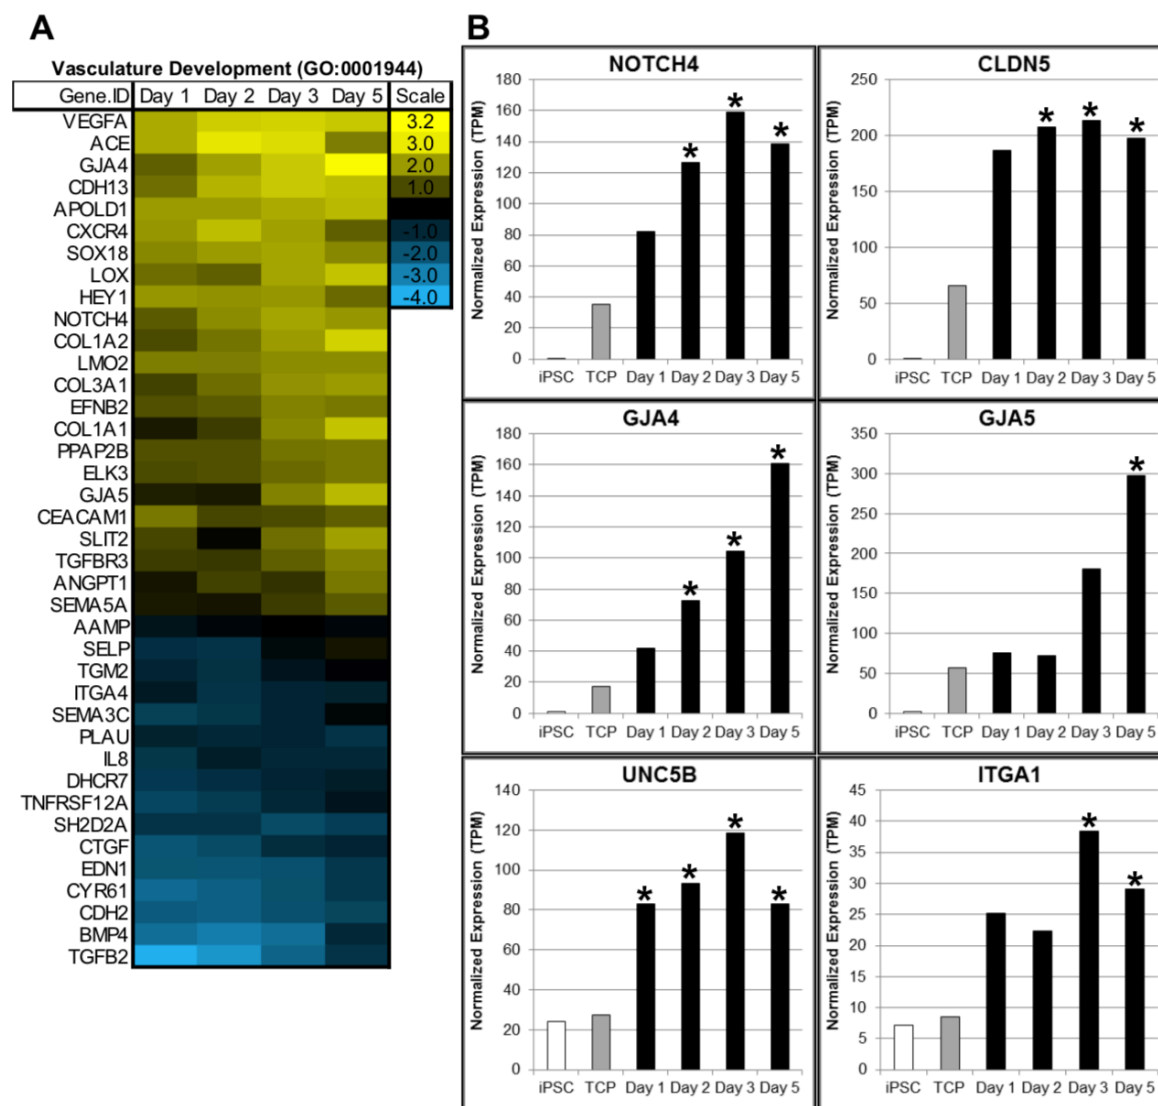 A
Vasculature Development (GO:0001944)
Gene.ID Day 1 Day 2 Day 3 Day 5 Scale
VEGFA 3.2
ACE 3.0
GJA4 2.0
CDH13 1.0
APOLD1
CXCR4 -1.0
SOX18 -2.0
LOX -3.0
HEY1 -4.0
NOTCH4
COL1A2
LMO2
COL3A1
EFNB2
COL1A1
PPAP2B
ELK3
GJA5
CEACAM1
SLIT2
TGFBR3
ANGPT1
SEMA5A
AAMP
SELP
TGM2
ITGA4
SEMA3C
PLAU
IL8
DHCR7
TNFRSF12A
SH2D2A
CTGF
EDN1
CYR61
CDH2
BMP4
TGFB2
B
NOTCH4
Normalized Expression (TPM)
180
160
140
120
100
80
60
40
20
0
* * *
iPSC TCP Day 1 Day 2 Day 3 Day 5
CLDN5
Normalized Expression (TPM)
250
200
150
100
50
0
* * *
iPSC TCP Day 1 Day 2 Day 3 Day 5
GJA4
Normalized Expression (TPM)
180
160
140
120
100
80
60
40
20
0
* * *
iPSC TCP Day 1 Day 2 Day 3 Day 5
GJA5
Normalized Expression (TPM)
350
300
250
200
150
100
50
0
*
iPSC TCP Day 1 Day 2 Day 3 Day 5
UNC5B
Normalized Expression (TPM)
140
120
100
80
60
40
20
0
* * * *
iPSC TCP Day 1 Day 2 Day 3 Day 5
ITGA1
Normalized Expression (TPM)
45
40
35
30
25
20
15
10
5
0
* *
iPSC TCP Day 1 Day 2 Day 3 Day 5